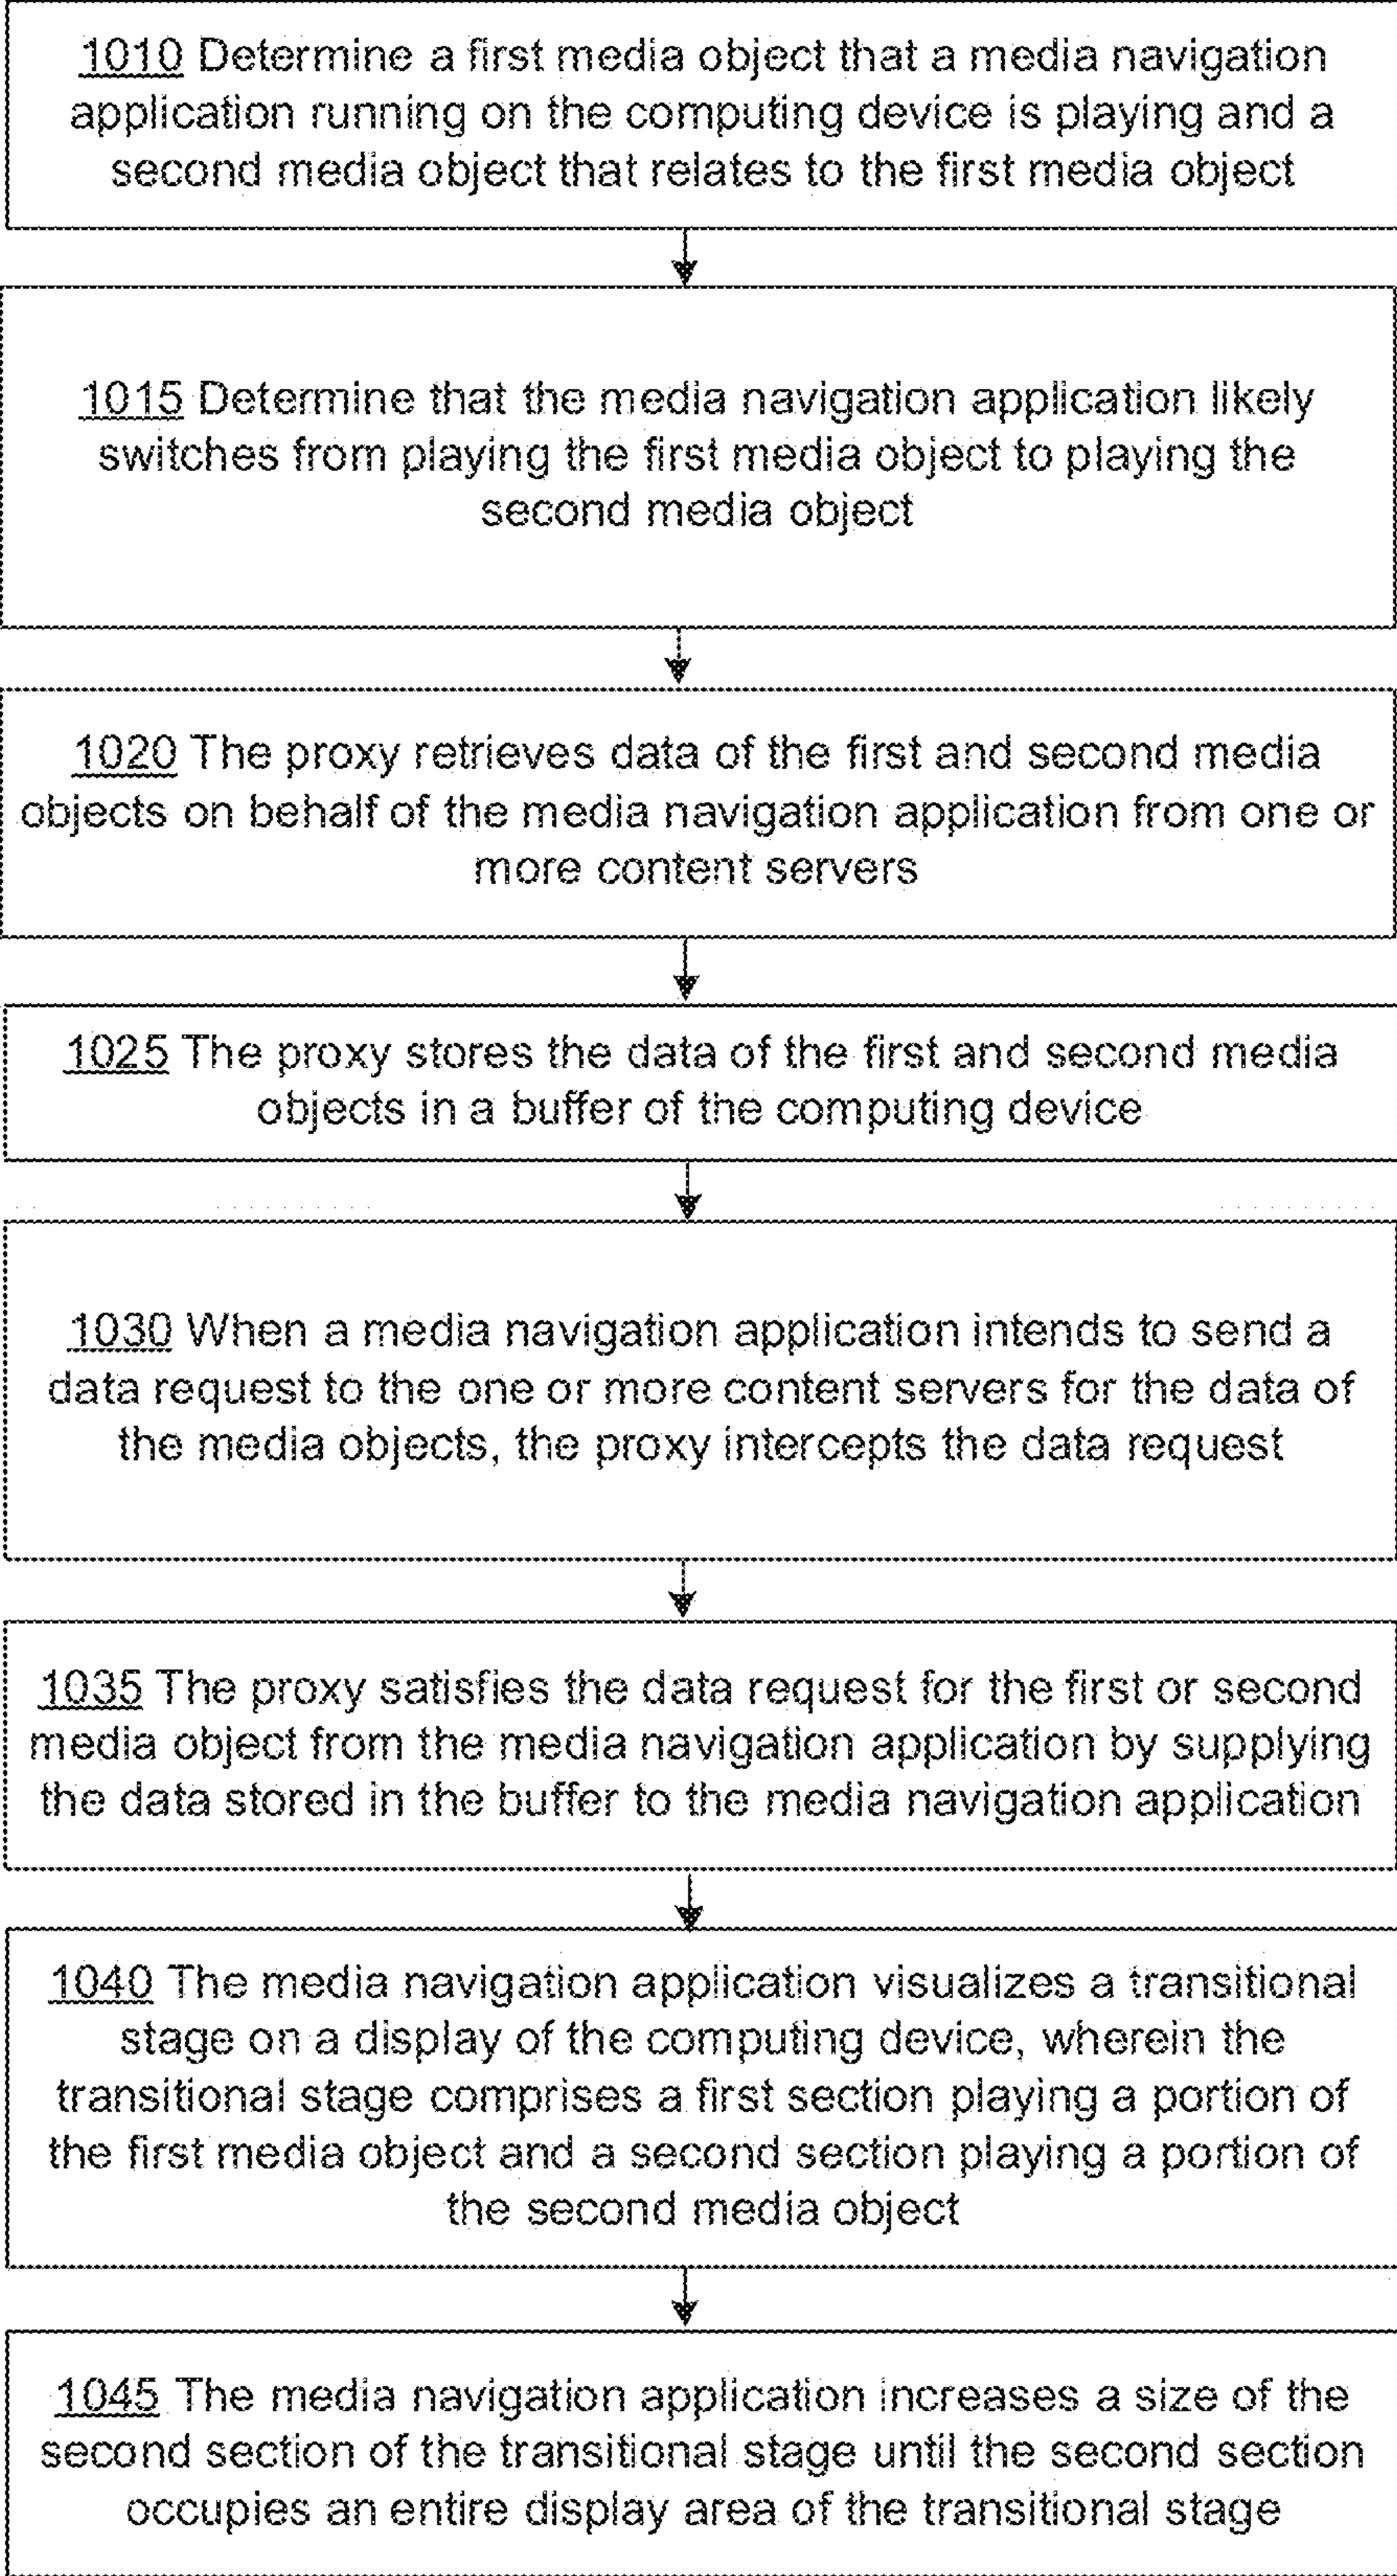 1010 Determine a first media object that a media navigation
application running on the computing device is playing and a
second media object that relates to the first media object
1015 Determine that the media navigation application likely
switches from playing the first media object to playing the
second media object
1020 The proxy retrieves data of the first and second media
objects on behalf of the media navigation application from one or
more content servers
1025 The proxy stores the data of the first and second media
objects in a buffer of the computing device
1030 When a media navigation application intends to send a
data request to the one or more content servers for the data of
the media objects, the proxy intercepts the data request
1035 The proxy satisfies the data request for the first or second
media object from the media navigation application by supplying
the data stored in the buffer to the media navigation application
1040 The media navigation application visualizes a transitional
stage on a display of the computing device, wherein the
transitional stage comprises a first section playing a portion of
the first media object and a second section playing a portion of
the second media object
1045 The media navigation application increases a size of the
second section of the transitional stage until the second section
occupies an entire display area of the transitional stage